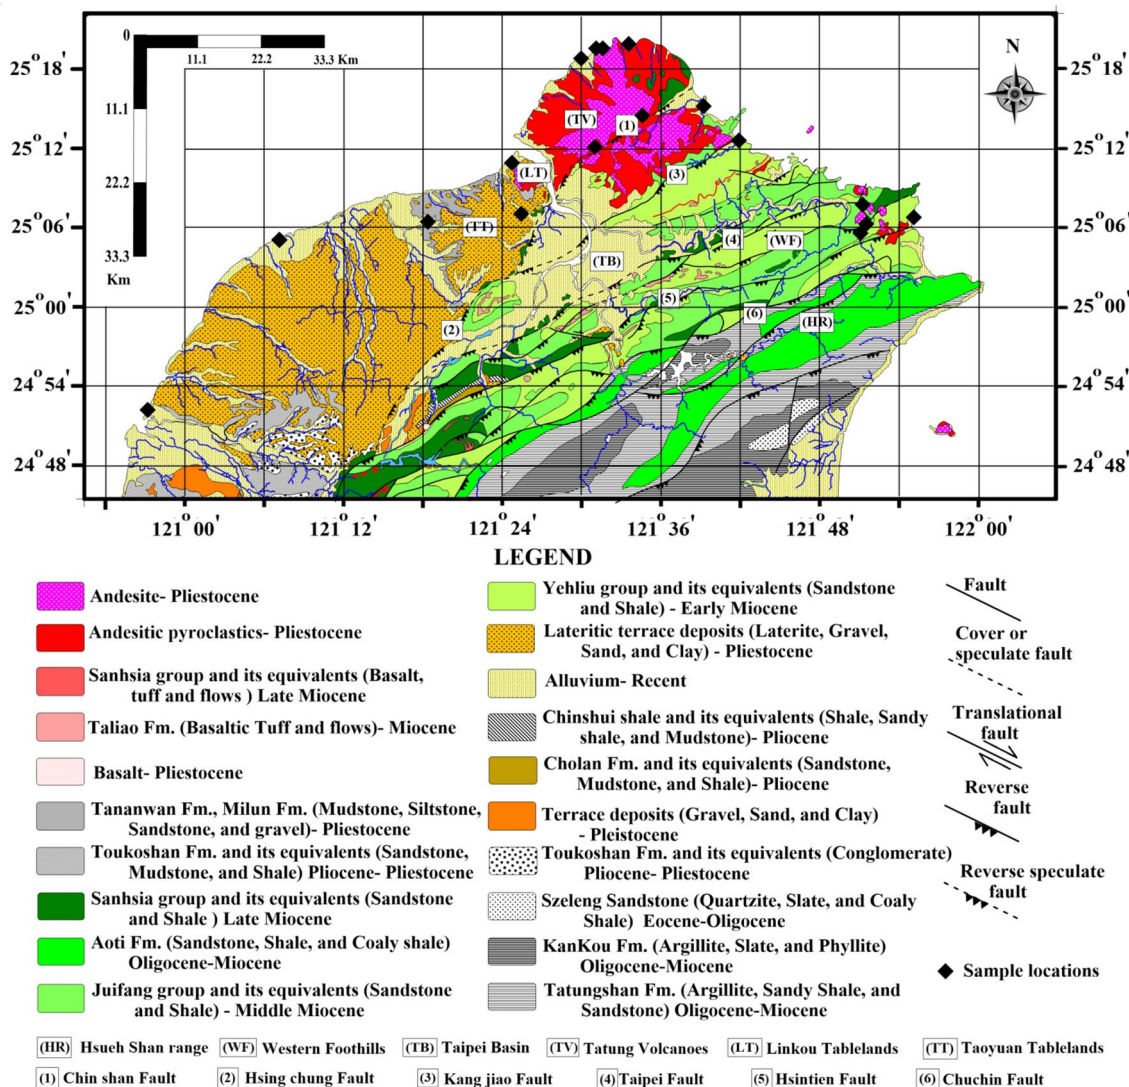 0
11.1
22.2
33.3 Km
11.1
22.2
33.3
Km
N
25° 18'
25° 12'
25° 06'
25° 00'
24° 54'
24° 48'
25° 18'
25° 12'
25° 06'
25° 00'
24° 54'
24° 48'
(TV)
(1)
(LT)
(3)
(TT)
(4)
(WF)
(TB)
(5)
(2)
(6)
(HR)
121° 00'
121° 12'
121° 24'
121° 36'
121° 48'
122° 00'
LEGEND
Andesite- Pliestocene
Andesitic pyroclastics- Pliestocene
Sanhsia group and its equivalents (Basalt,
tuff and flows ) Late Miocene
Taliao Fm. (Basaltic Tuff and flows)- Miocene
Basalt- Pliestocene
Tananwan Fm., Milun Fm. (Mudstone, Siltstone,
Sandstone, and gravel)- Pliestocene
Toukoshan Fm. and its equivalents (Sandstone,
Mudstone, and Shale) Pliocene- Pliestocene
Sanhsia group and its equivalents (Sandstone
and Shale ) Late Miocene
Aoti Fm. (Sandstone, Shale, and Coaly shale)
Oligocene-Miocene
Juifang group and its equivalents (Sandstone
and Shale) - Middle Miocene
Yehliu group and its equivalents (Sandstone
and Shale) - Early Miocene
Lateritic terrace deposits (Laterite, Gravel,
Sand, and Clay) - Pliestocene
Alluvium- Recent
Chinshui shale and its equivalents (Shale, Sandy
shale, and Mudstone)- Pliocene
Cholan Fm. and its equivalents (Sandstone,
Mudstone, and Shale)- Pliocene
Terrace deposits (Gravel, Sand, and Clay)
- Pleistocene
Toukoshan Fm. and its equivalents (Conglomerate)
Pliocene- Pliestocene
Szeleng Sandstone (Quartzite, Slate, and Coaly
Shale) Eocene-Oligocene
KanKou Fm. (Argillite, Slate, and Phyllite)
Oligocene-Miocene
Tatungshan Fm. (Argillite, Sandy Shale, and
Sandstone) Oligocene-Miocene
Fault
Cover or
speculate fault
Translational
fault
Reverse
fault
Reverse speculate
fault
Sample locations
(HR) Hsueh Shan range (WF) Western Foothills (TB) Taipei Basin (TV) Tatung Volcanoes (LT) Linkou Tablelands (TT) Taoyuan Tablelands
(1) Chin shan Fault (2) Hsing chung Fault (3) Kang jiao Fault (4) Taipei Fault (5) Hsintien Fault (6) Chuchin Fault